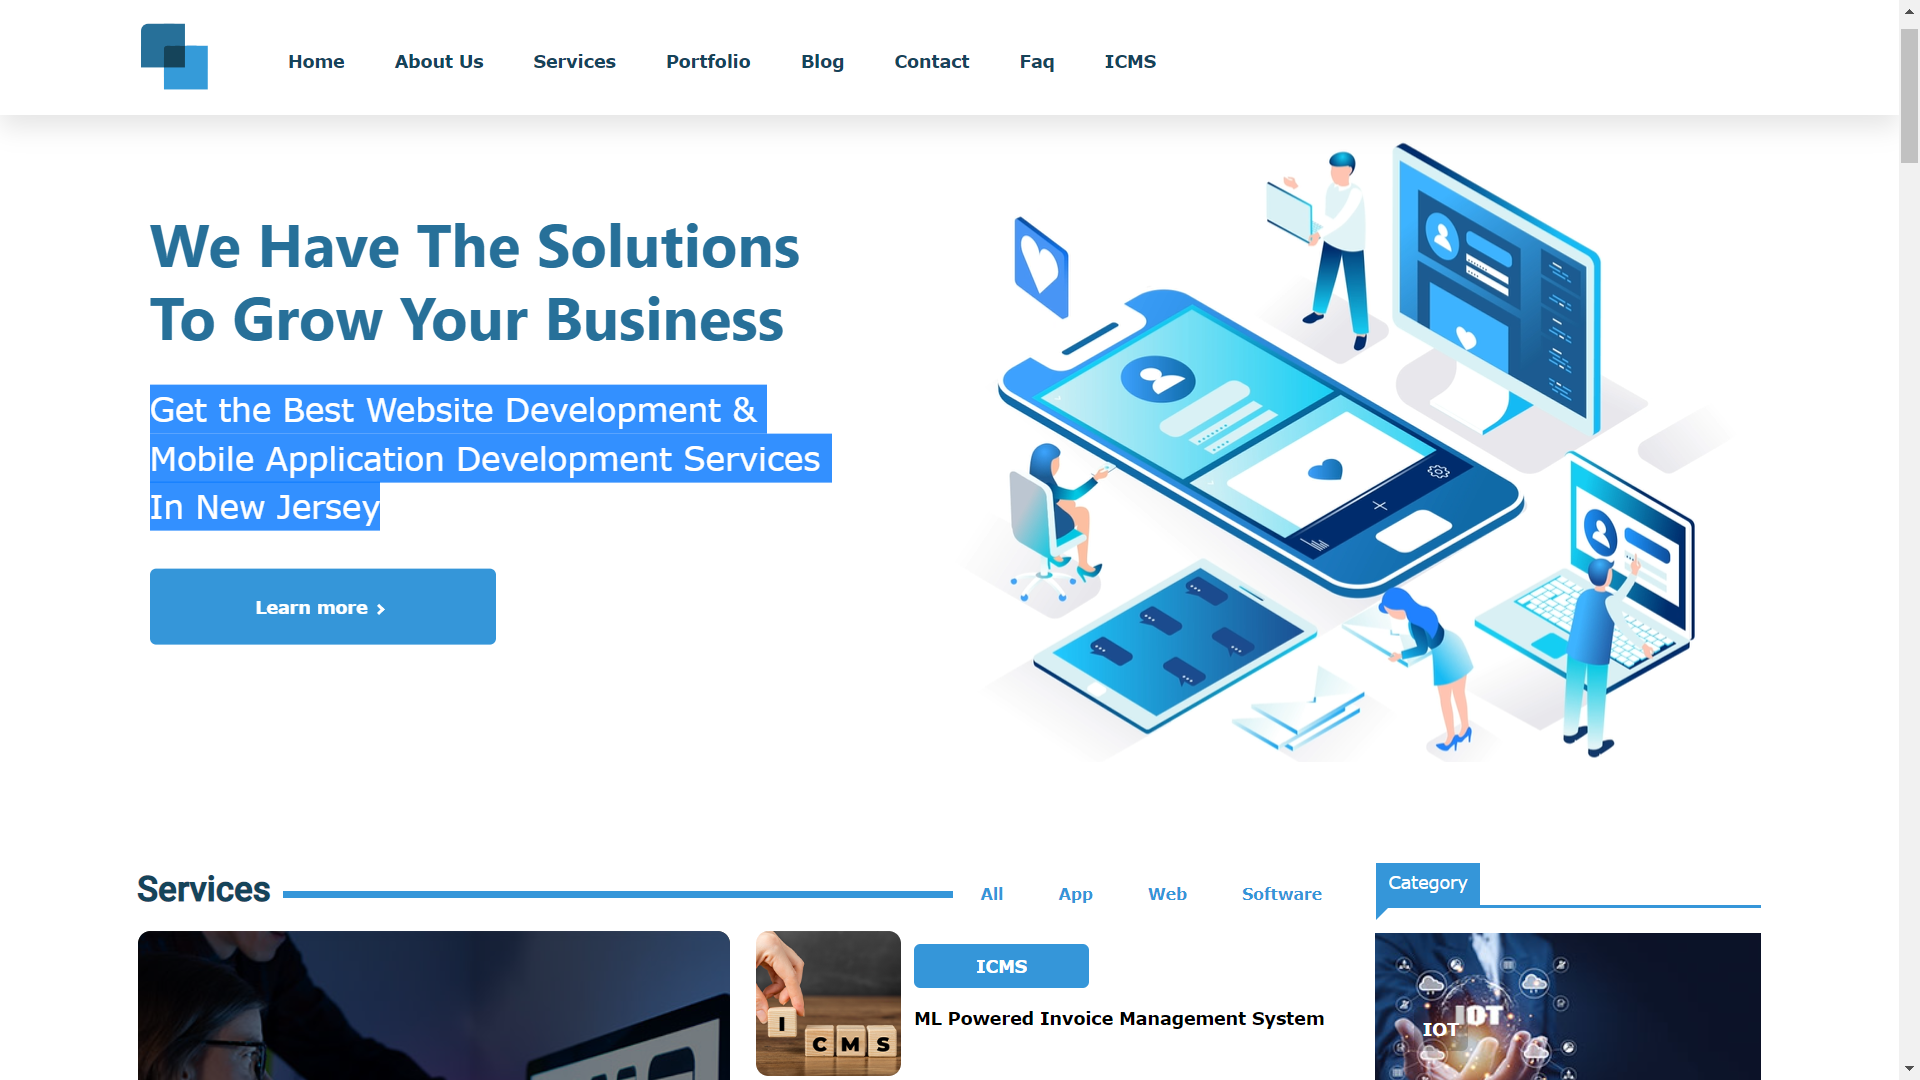 Home About Us Services Portfolio Blog Contact Faq ICMS
We Have The Solutions
To Grow Your Business
Get the Best Website Development &
Mobile Application Development Services
In New Jersey
Learn more ›
Services
All App Web Software
Category
ICMS
ML Powered Invoice Management System
I
C M S
IOT
IOT